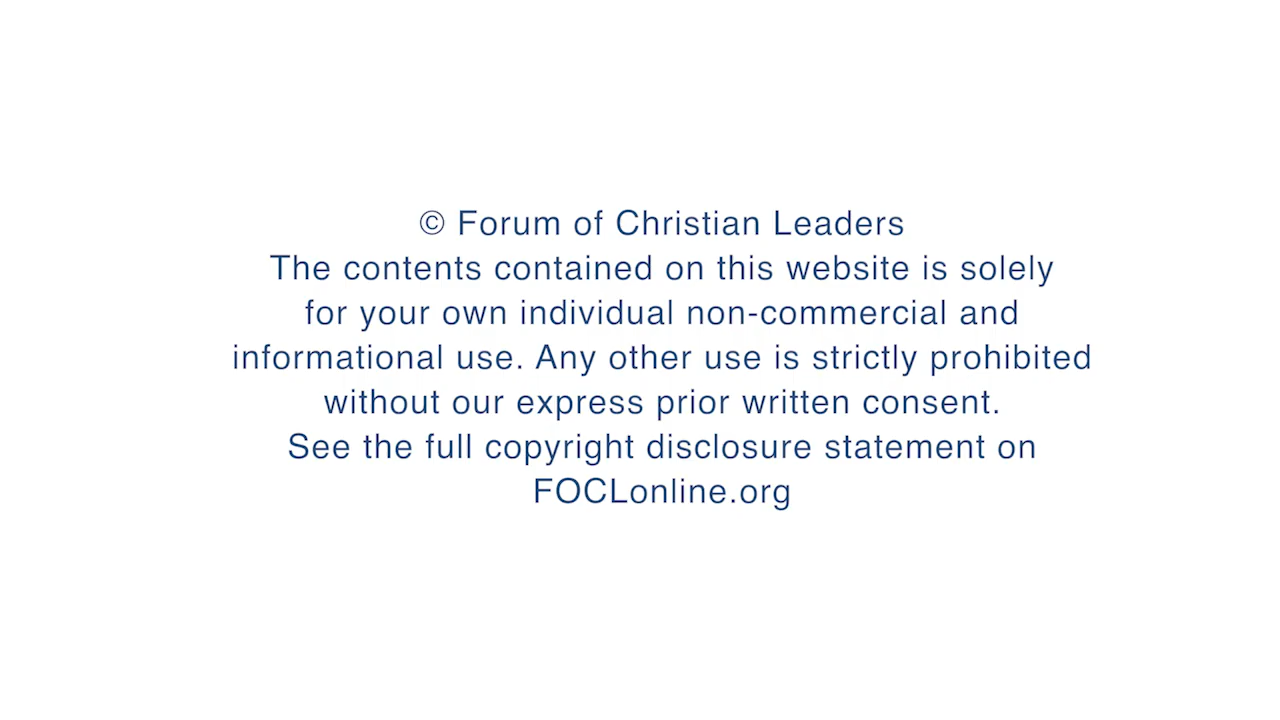 © Forum of Christian Leaders
The contents contained on this website is solely
for your own individual non-commercial and
informational use. Any other use is strictly prohibited
without our express prior written consent.
See the full copyright disclosure statement on
FOCLonline.org